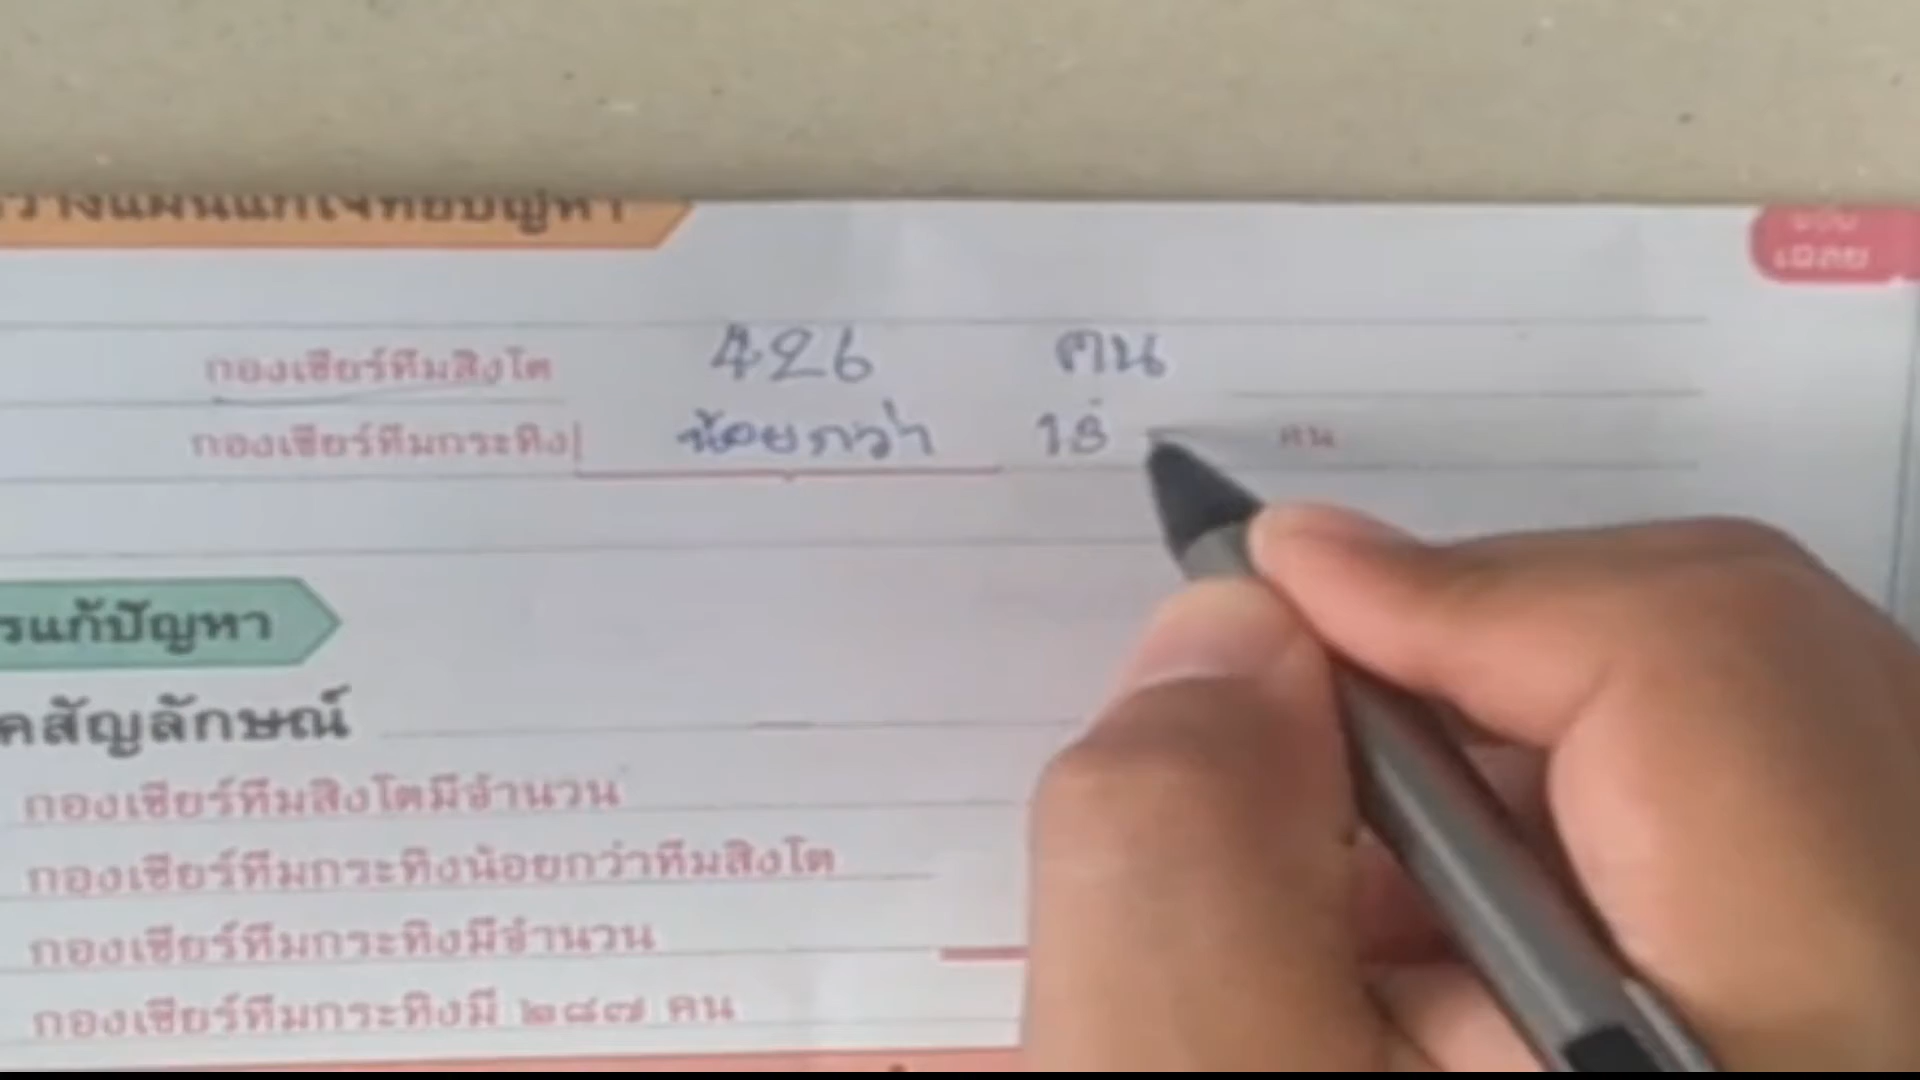 วางแผนแก้โจทย์ปัญหา
เฉลย
กองเชียร์ทีมสิงโต 426 คน
กองเชียร์ทีมกระทิง น้อยกว่า 13 คน
รแก้ปัญหา
คสัญลักษณ์
กองเชียร์ทีมสิงโตมีจำนวน
กองเชียร์ทีมกระทิงน้อยกว่าทีมสิงโต
กองเชียร์ทีมกระทิงมีจำนวน
กองเชียร์ทีมกระทิงมี ๒๘๗ คน